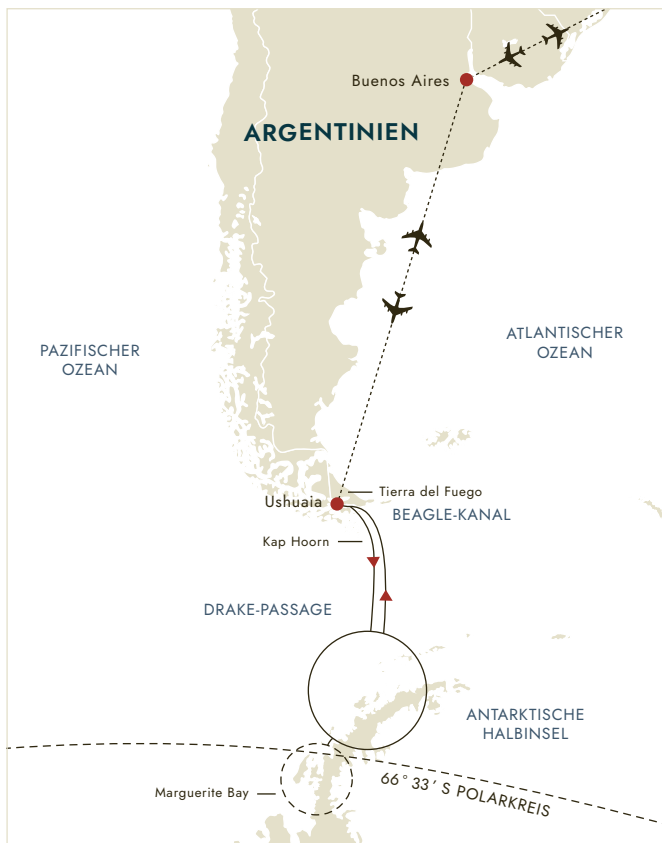 Buenos Aires
ARGENTINIEN
PAZIFISCHER
OZEAN
ATLANTISCHER
OZEAN
Tierra del Fuego
Ushuaia
BEAGLE-KANAL
Kap Hoorn
DRAKE-PASSAGE
ANTARKTISCHE
HALBINSEL
66° 33′ S POLARKREIS
Marguerite Bay